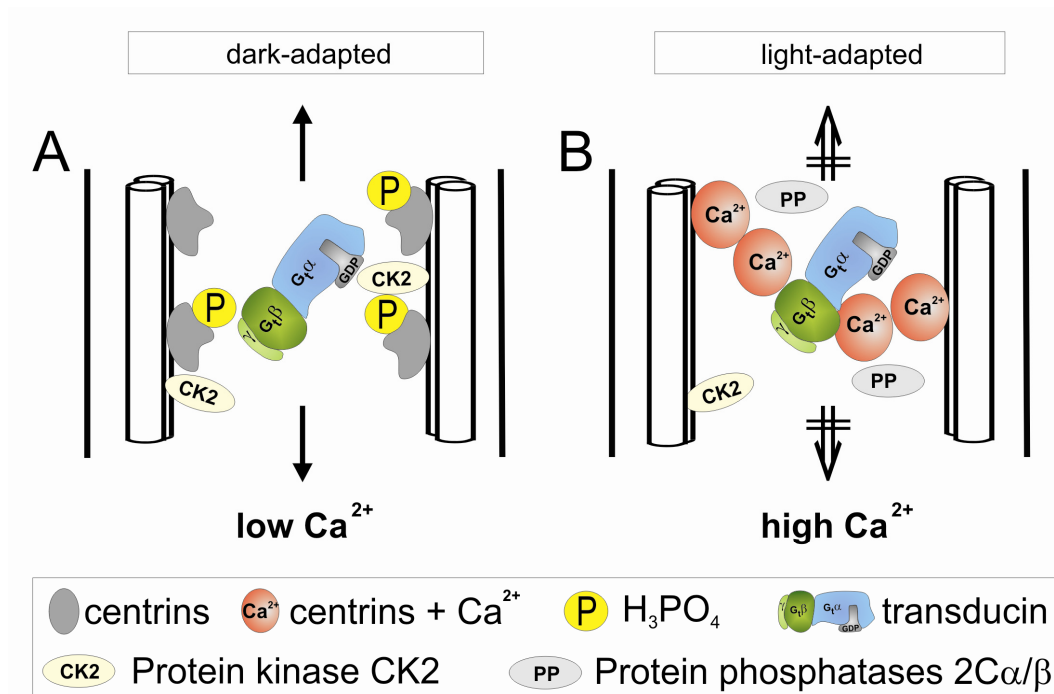 dark-adapted
light-adapted
A
B
P
PP
Ca²⁺
Gₜα
Ca²⁺
Gₜα
GDP
GDP
CK2
P
P
Ca²⁺
Gₜβ
γ
Gₜβ
γ
Ca²⁺
CK2
PP
CK2
low Ca²⁺
high Ca²⁺
centrins
Ca²⁺ centrins + Ca²⁺
P H₃PO₄
γ Gₜβ Gₜα GDP transducin
CK2 Protein kinase CK2
PP Protein phosphatases 2Cα/β